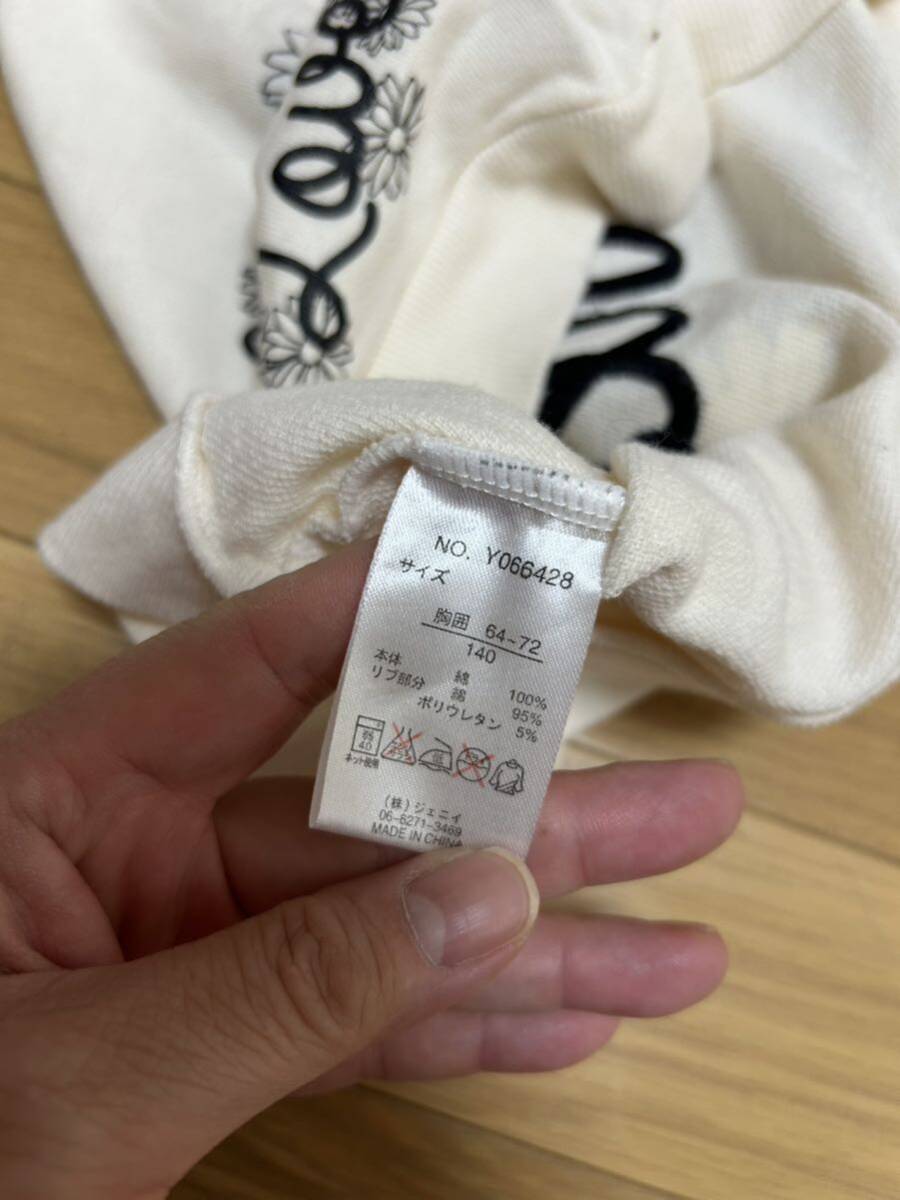 Love
NO. Y066428
サイズ
胸囲 64~72
140
本体 綿 100%
リブ部分 綿 95%
ポリウレタン 5%
40
ネット使用
(株)ジェニイ
06-6271-3469
MADE IN CHINA